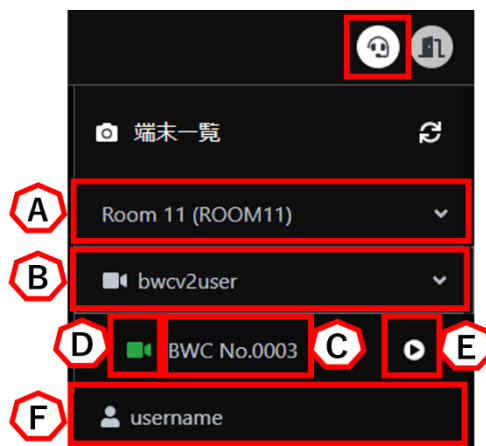 端末一覧
A
Room 11 (ROOM11)
B
bwcv2user
D
BWC No.0003
C
E
F
username